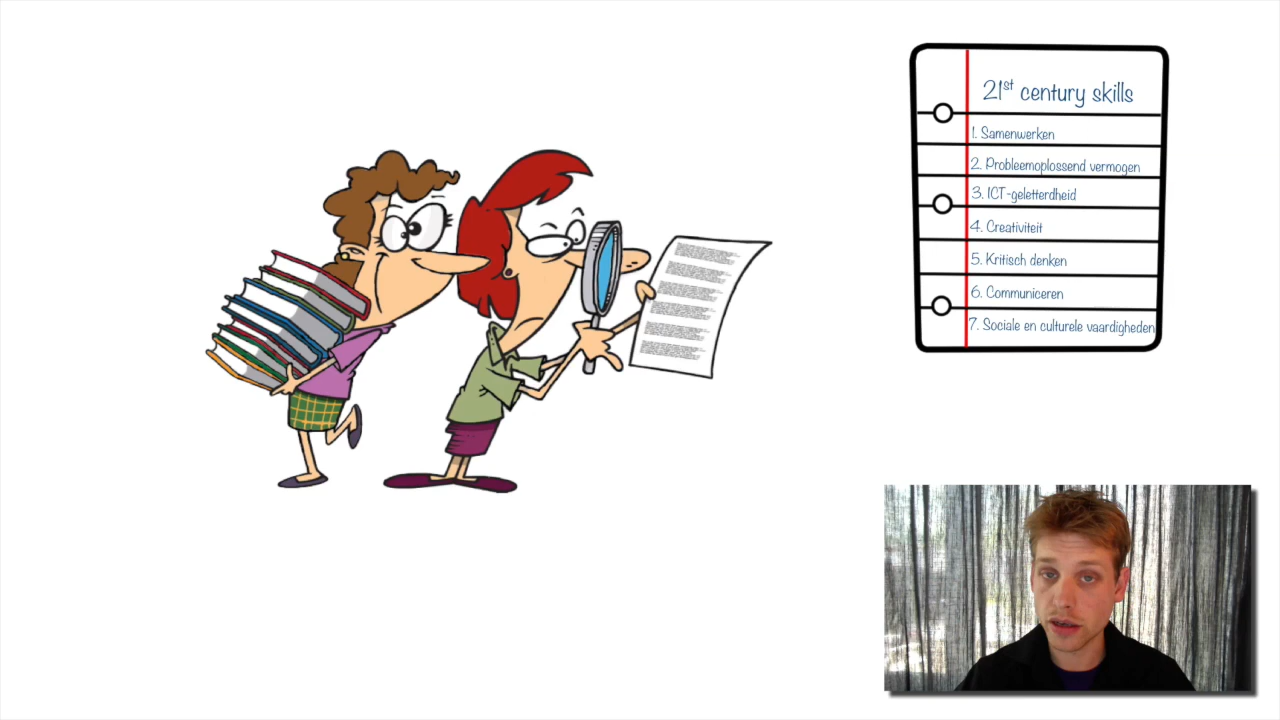 21st century skills
1. Samenwerken
2. Probleemoplossend vermogen
3. ICT-geletterdheid
4. Creativiteit
5. Kritisch denken
6. Communiceren
7. Sociale en culturele vaardigheden